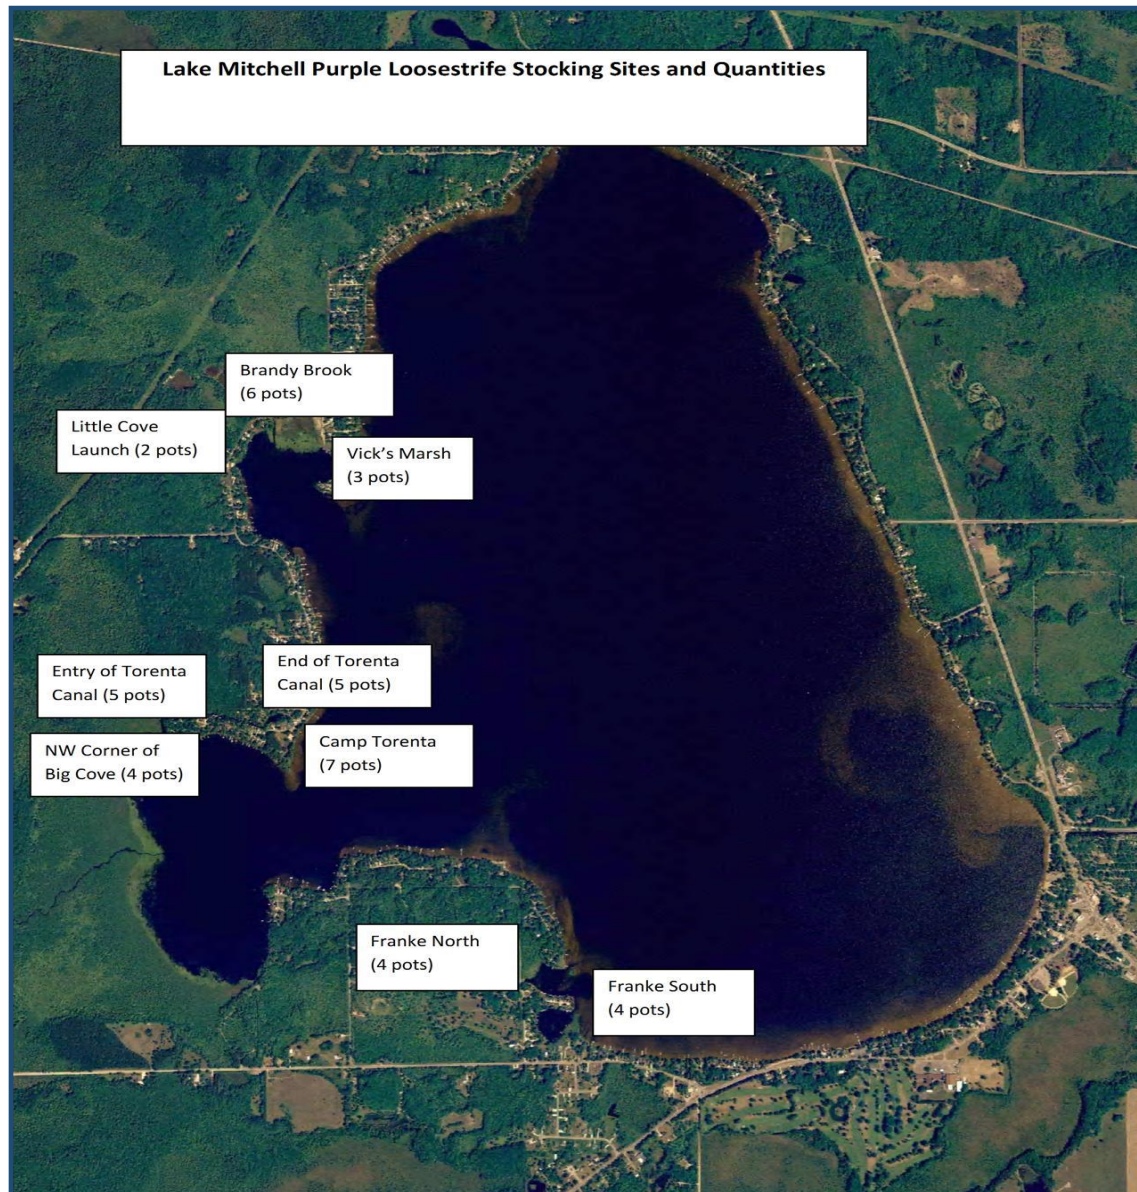 Lake Mitchell Purple Loosestrife Stocking Sites and Quantities
Brandy Brook
(6 pots)
Little Cove
Launch (2 pots)
Vick’s Marsh
(3 pots)
End of Torenta
Canal (5 pots)
Entry of Torenta
Canal (5 pots)
Camp Torenta
(7 pots)
NW Corner of
Big Cove (4 pots)
Franke North
(4 pots)
Franke South
(4 pots)